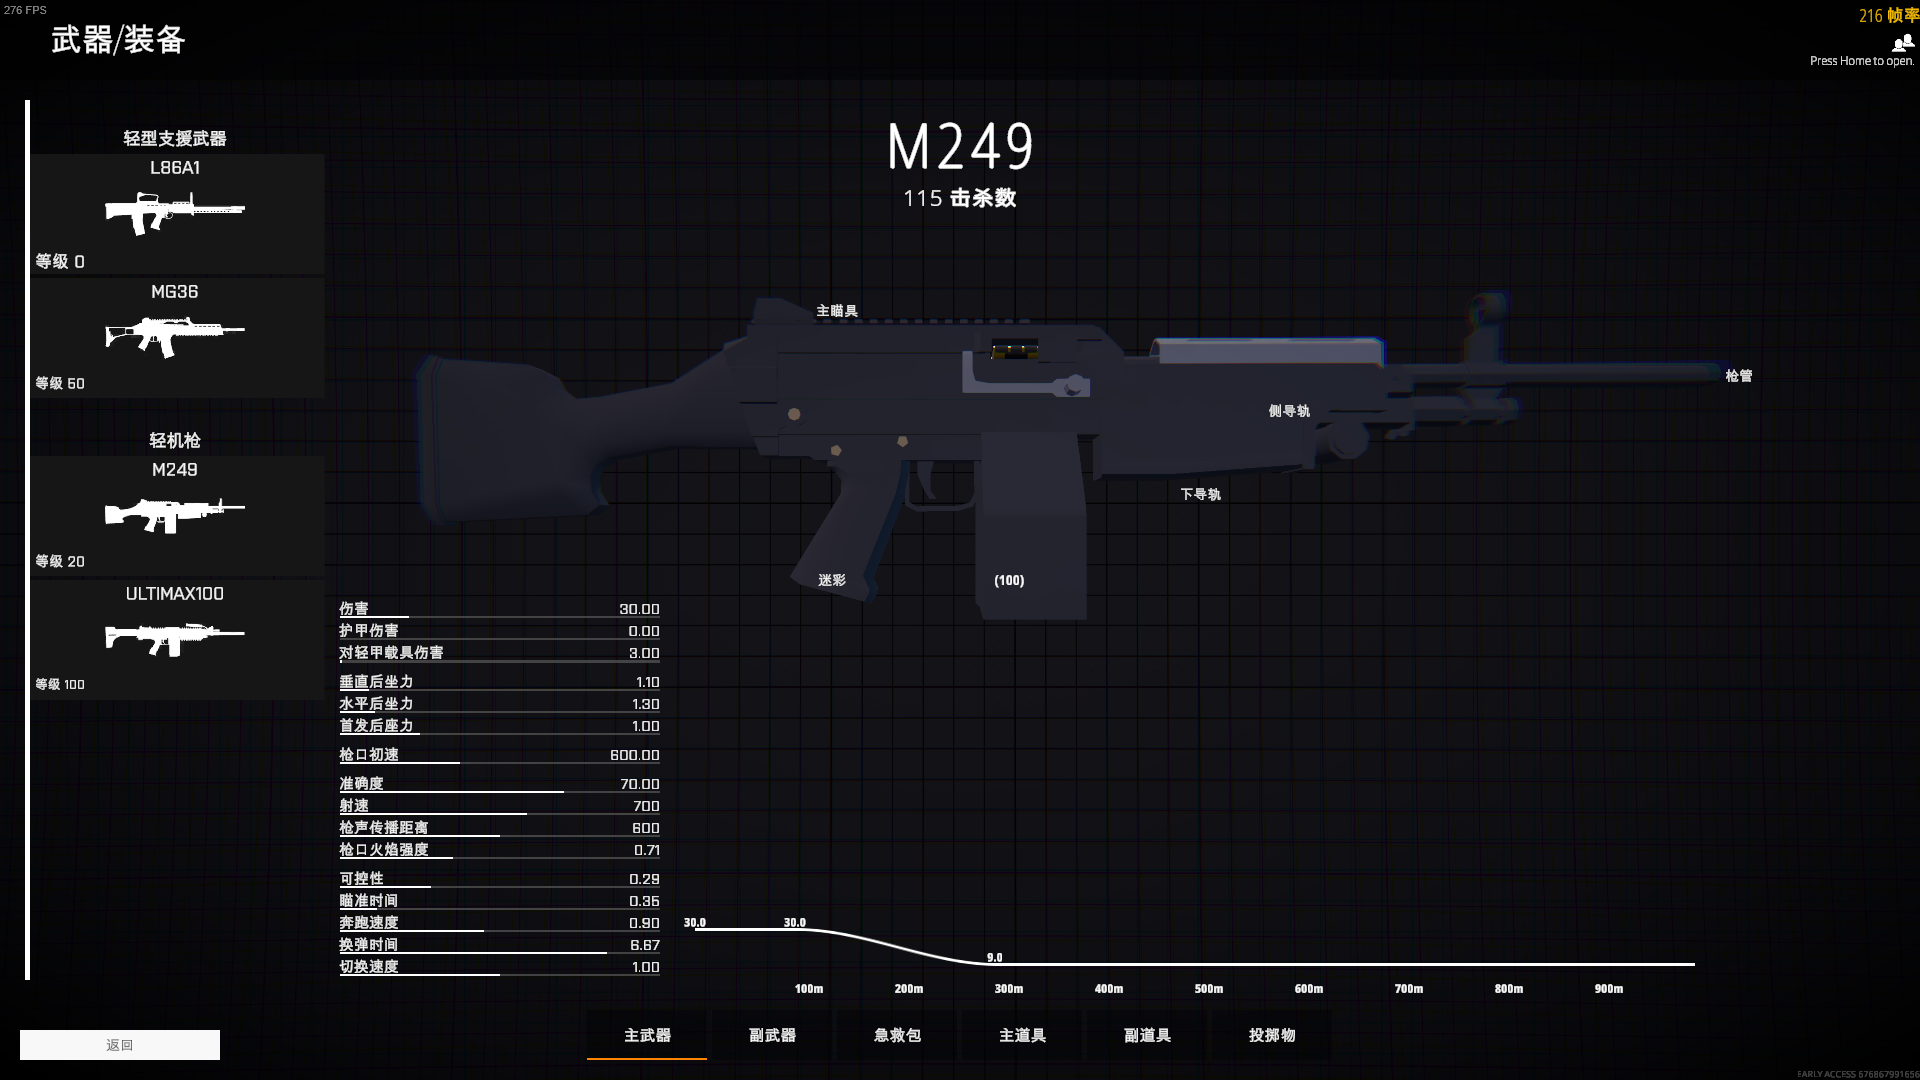 276 FPS
216 帧率
武器/装备
Press Home to open.
轻型支援武器
L86A1
等级 0
MG36
等级 50
轻机枪
M249
等级 20
ULTIMAX100
等级 100
M249
115 击杀数
主瞄具
枪管
侧导轨
下导轨
迷彩
(100)
伤害 30.00
护甲伤害 0.00
对轻甲载具伤害 3.00
垂直后坐力 1.10
水平后坐力 1.30
首发后座力 1.00
枪口初速 600.00
准确度 70.00
射速 700
枪声传播距离 600
枪口火焰强度 0.71
可控性 0.29
瞄准时间 0.35
奔跑速度 0.90
换弹时间 6.67
切换速度 1.00
30.0 30.0
9.0
100m 200m 300m 400m 500m 600m 700m 800m 900m
主武器 副武器 急救包 主道具 副道具 投掷物
返回
EARLY ACCESS 676867991656